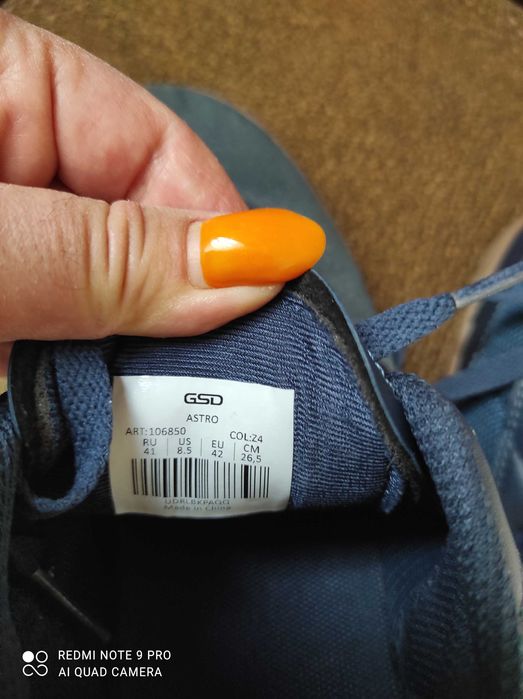 GSD
ASTRO
ART:106850 COL:Z4
RU US EU CM
41 8.5 42 26,5
Made in China
REDMI NOTE 9 PRO
AI QUAD CAMERA